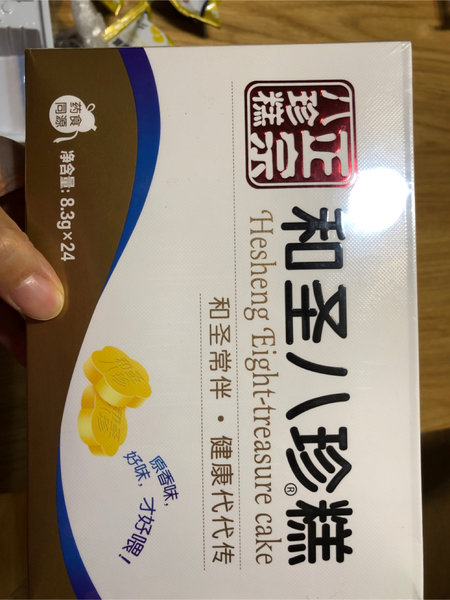 正宗
八珍糕
和圣八珍糕®
Hesheng Eight-treasure cake
和圣常伴·健康代代传
药食
同源
净含量: 8.3g×24
原香味,
好味, 才好喂!